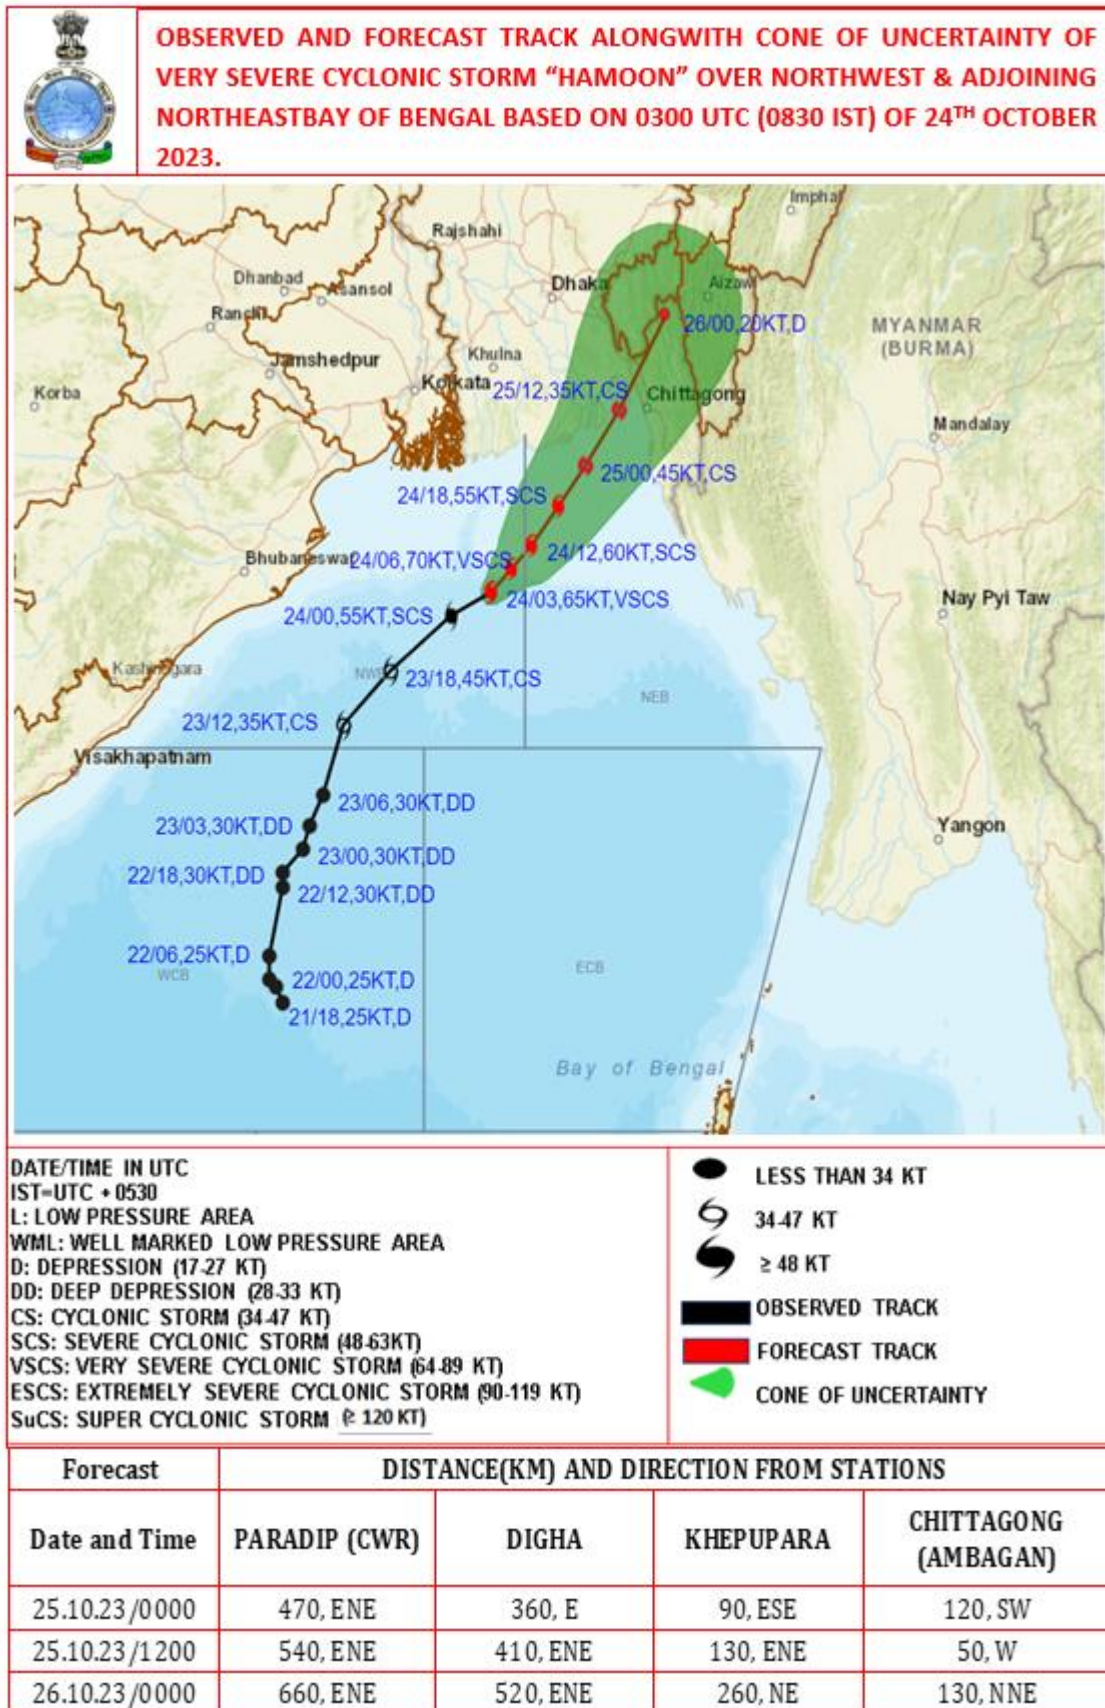 OBSERVED AND FORECAST TRACK ALONGWITH CONE OF UNCERTAINTY OF
VERY SEVERE CYCLONIC STORM “HAMOON” OVER NORTHWEST & ADJOINING
NORTHEASTBAY OF BENGAL BASED ON 0300 UTC (0830 IST) OF 24TH OCTOBER
2023.
Imphal
Rajshahi
Dhanbad
Asansol
Dhaka
Aizaw
Ranchi
26/00,20KT,D
MYANMAR
(BURMA)
Khulna
Jamshedpur
Kolkata
Korba
25/12,35KT,CS
Chittagong
Mandalay
25/00,45KT,CS
24/18,55KT,SCS
Bhubaneswar
24/06,70KT,VSCS
24/12,60KT,SCS
24/03,65KT,VSCS
Nay Pyi Taw
24/00,55KT,SCS
NWB
23/18,45KT,CS
NEB
23/12,35KT,CS
Visakhapatnam
23/06,30KT,DD
23/03,30KT,DD
Yangon
23/00,30KT,DD
22/18,30KT,DD
22/12,30KT,DD
22/06,25KT,D
WCB
ECB
22/00,25KT,D
21/18,25KT,D
Bay of Bengal
DATE/TIME IN UTC
IST=UTC + 0530
L: LOW PRESSURE AREA
WML: WELL MARKED LOW PRESSURE AREA
D: DEPRESSION (17-27 KT)
DD: DEEP DEPRESSION (28-33 KT)
CS: CYCLONIC STORM (34-47 KT)
SCS: SEVERE CYCLONIC STORM (48-63KT)
VSCS: VERY SEVERE CYCLONIC STORM (64-89 KT)
ESCS: EXTREMELY SEVERE CYCLONIC STORM (90-119 KT)
SuCS: SUPER CYCLONIC STORM (≥ 120 KT)
LESS THAN 34 KT
34-47 KT
≥ 48 KT
OBSERVED TRACK
FORECAST TRACK
CONE OF UNCERTAINTY
Forecast DISTANCE(KM) AND DIRECTION FROM STATIONS
Date and Time PARADIP (CWR) DIGHA KHEPUPARA CHITTAGONG (AMBAGAN)
25.10.23/0000 470, ENE 360, E 90, ESE 120, SW
25.10.23/1200 540, ENE 410, ENE 130, ENE 50, W
26.10.23/0000 660, ENE 520, ENE 260, NE 130, NNE